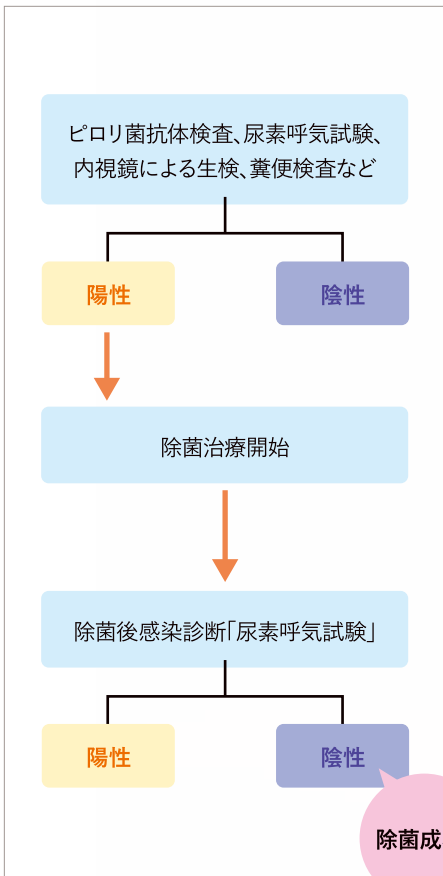 ピロリ菌抗体検査、尿素呼気試験、
内視鏡による生検、糞便検査など
陽性
陰性
除菌治療開始
除菌後感染診断「尿素呼気試験」
陽性
陰性
除菌成